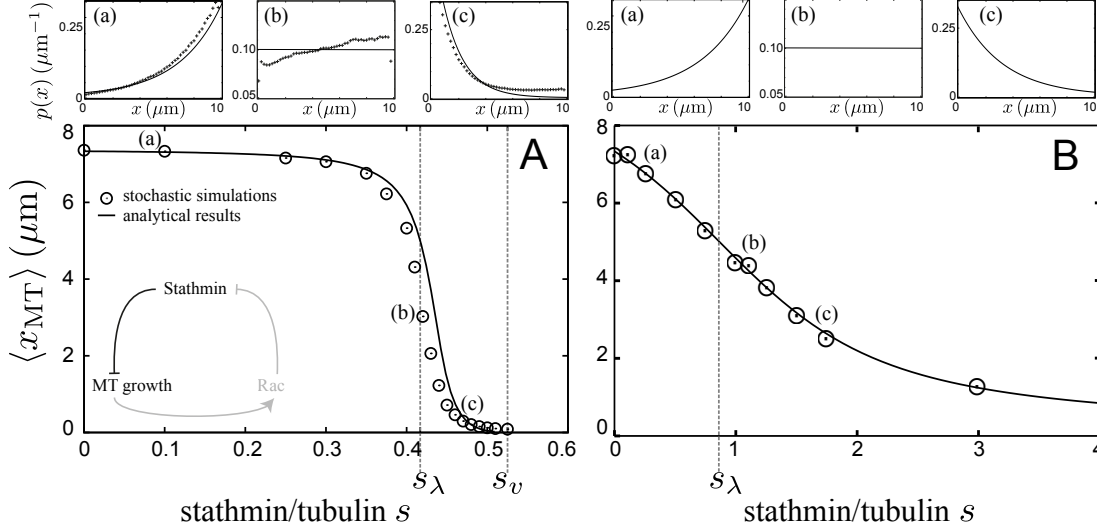 (a) (b) (c) (a) (b) (c)
p(x) (μm⁻¹)
0.25 0.10 0.25 0.25 0.10 0.25
0 0.05 0 0 0.05 0
0 10 0 10 0 10 0 10 0 10 0 10
x (μm) x (μm) x (μm) x (μm) x (μm) x (μm)
⟨x_MT⟩ (μm)
8
6
4
2
0
(a)
A
stochastic simulations
analytical results
Stathmin
MT growth
Rac
(b)
(c)
0 0.1 0.2 0.3 0.4 0.5 0.6
s_λ s_v
stathmin/tubulin s
8
6
4
2
0
(a)
B
(b)
(c)
0 1 2 3 4
s_λ
stathmin/tubulin s